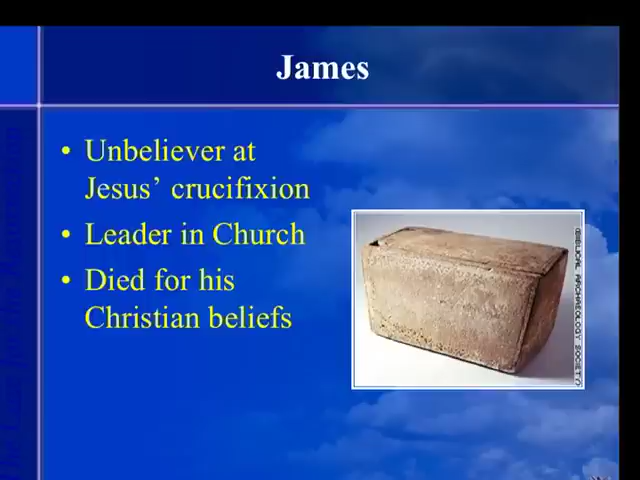 James
• Unbeliever at
Jesus’ crucifixion
• Leader in Church
• Died for his
Christian beliefs
©BIBLICAL ARCHAEOLOGY SOCIETY